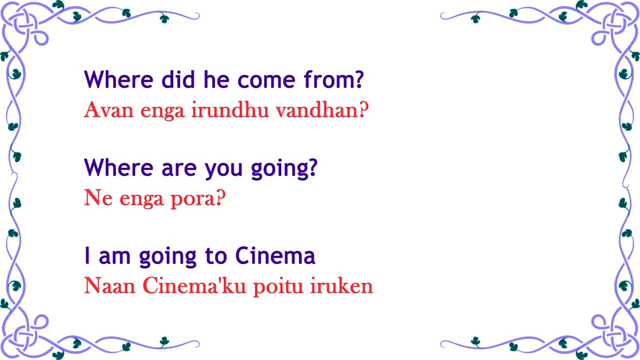 Where did he come from?
Avan enga irundhu vandhan?
Where are you going?
Ne enga pora?
I am going to Cinema
Naan Cinema'ku poitu iruken